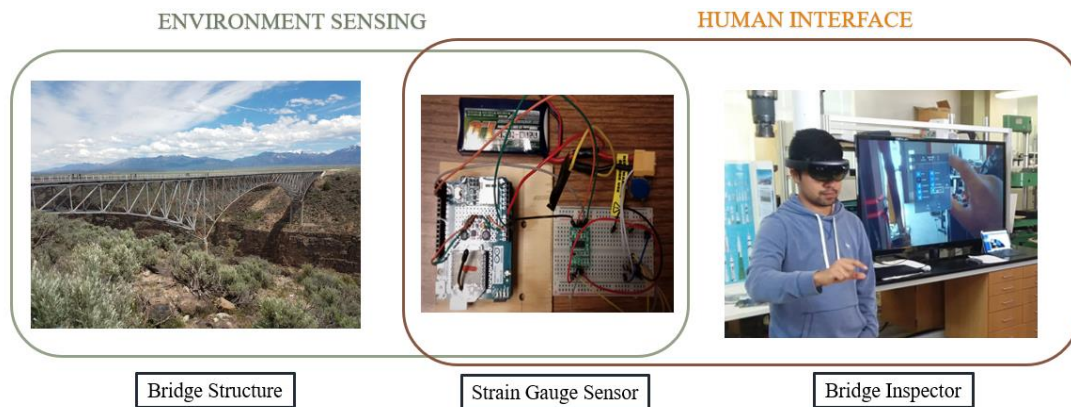 ENVIRONMENT SENSING
HUMAN INTERFACE
Bridge Structure
Strain Gauge Sensor
Bridge Inspector